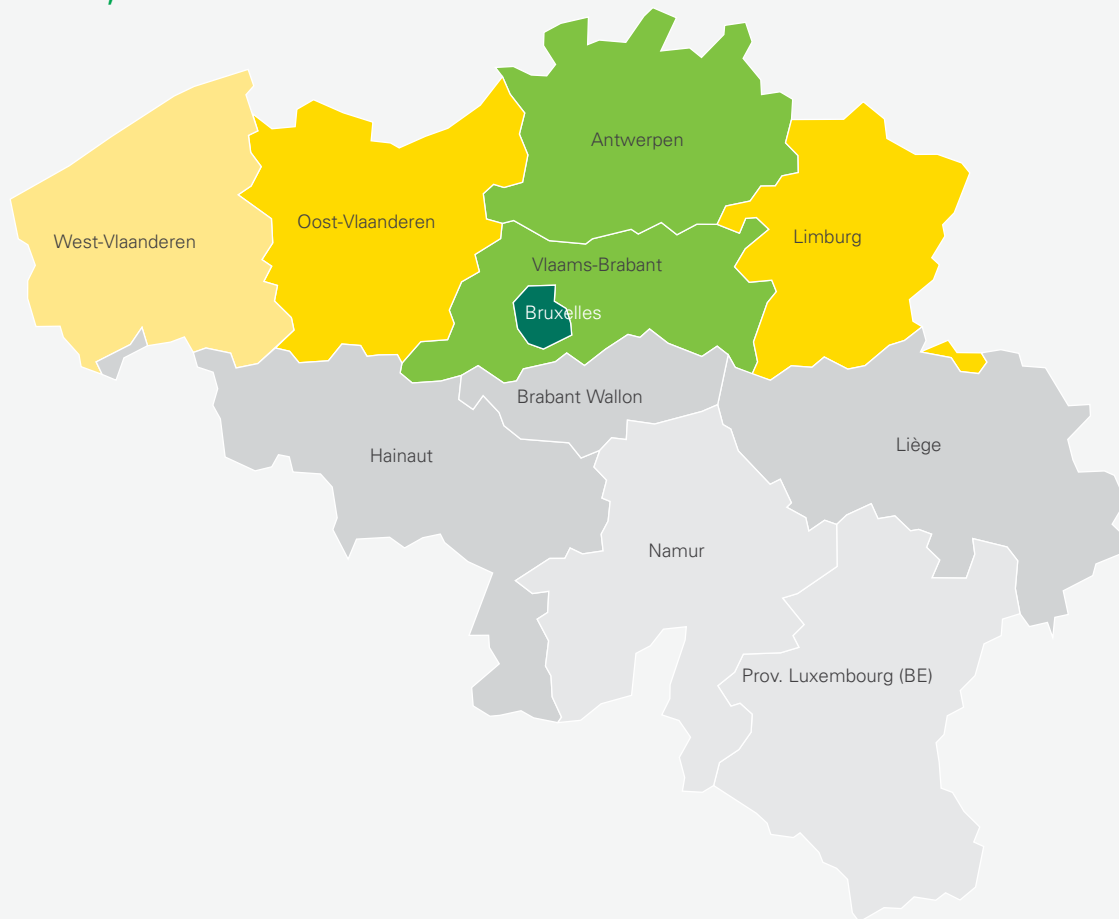 Antwerpen
Oost-Vlaanderen
West-Vlaanderen
Limburg
Vlaams-Brabant
Bruxelles
Brabant Wallon
Hainaut
Liège
Namur
Prov. Luxembourg (BE)